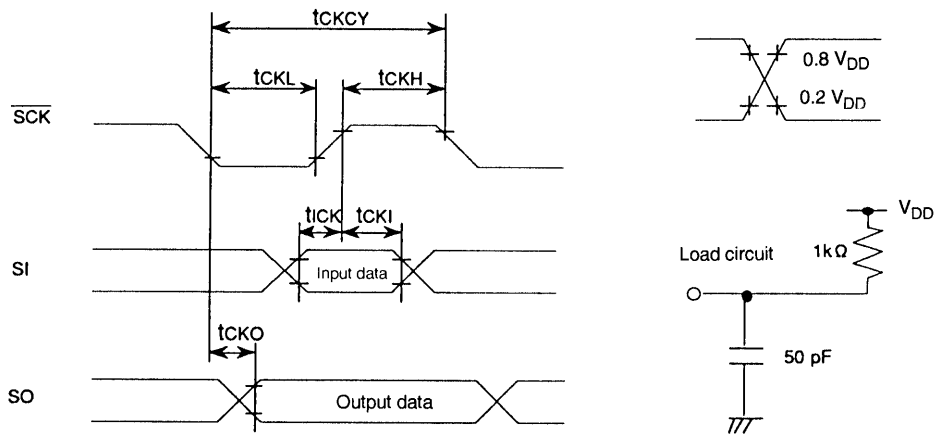 tCKCY
tCKL
tCKH
SCK
0.8 VDD
0.2 VDD
tICK
tCKI
SI
Input data
tCKO
SO
Output data
VDD
1kΩ
Load circuit
50 pF